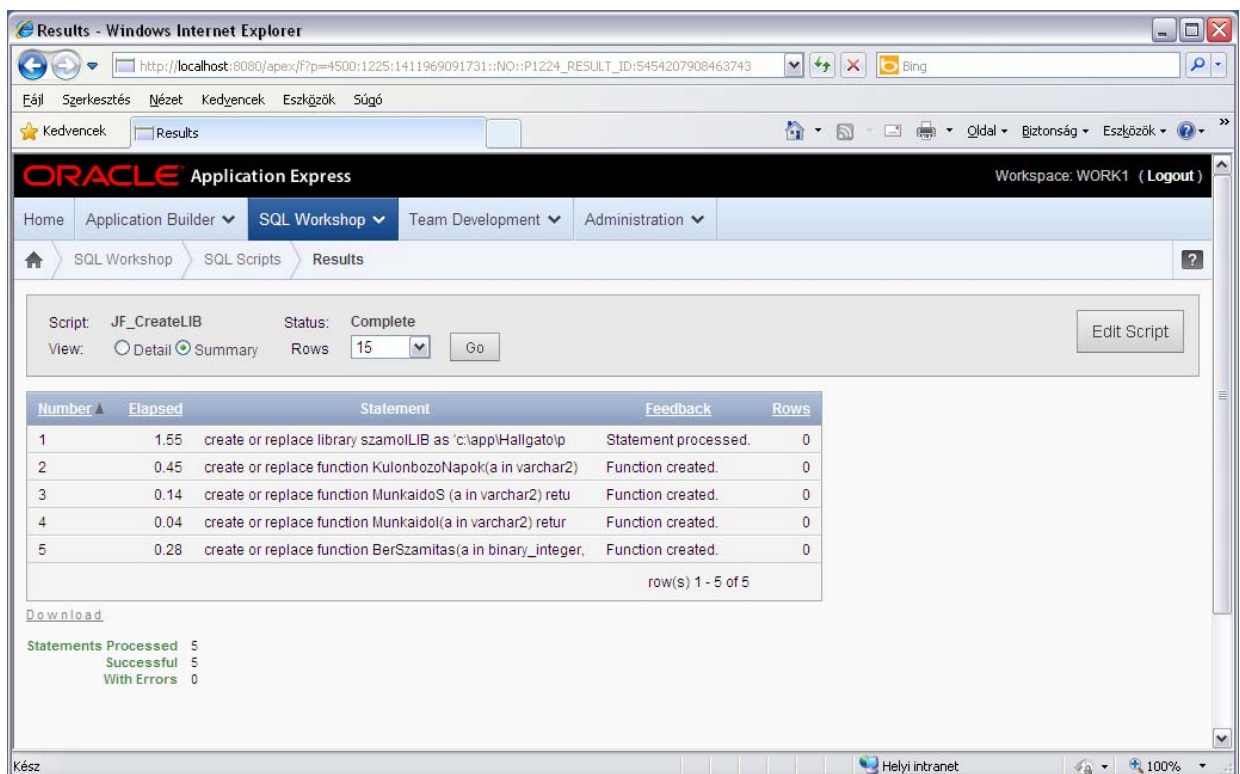 Results - Windows Internet Explorer
http://localhost:8080/apex/f?p=4500:1225:1411969091731::NO::P1224_RESULT_ID:5454207908463743
Bing
Fájl Szerkesztés Nézet Kedvencek Eszközök Súgó
Kedvencek Results Oldal Biztonság Eszközök »
ORACLE Application Express Workspace: WORK1 ( Logout )
Home Application Builder SQL Workshop Team Development Administration
SQL Workshop SQL Scripts Results ?
Script: JF_CreateLIB Status: Complete Edit Script
View: Detail Summary Rows 15 Go
Number Elapsed Statement Feedback Rows
1 1.55 create or replace library szamolLIB as 'c:\app\Hallgato\p Statement processed. 0
2 0.45 create or replace function KulonbozoNapok(a in varchar2) Function created. 0
3 0.14 create or replace function MunkaidoS (a in varchar2) retu Function created. 0
4 0.04 create or replace function MunkaidoI(a in varchar2) retur Function created. 0
5 0.28 create or replace function BerSzamitas(a in binary_integer, Function created. 0
row(s) 1 - 5 of 5
Download
Statements Processed 5
Successful 5
With Errors 0
Kész Helyi intranet 100%